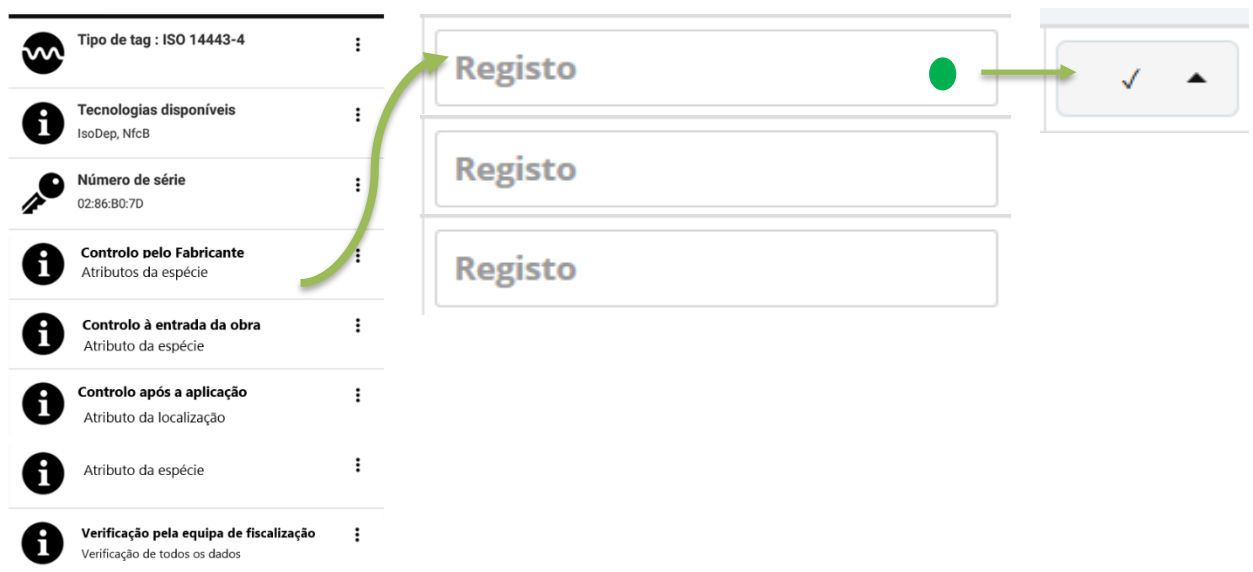 Tipo de tag : ISO 14443-4
Tecnologias disponíveis
IsoDep, NfcB
Número de série
02:86:B0:7D
Controlo pelo Fabricante
Atributos da espécie
Controlo à entrada da obra
Atributo da espécie
Controlo após a aplicação
Atributo da localização
Atributo da espécie
Verificação pela equipa de fiscalização
Verificação de todos os dados
Registo
Registo
Registo